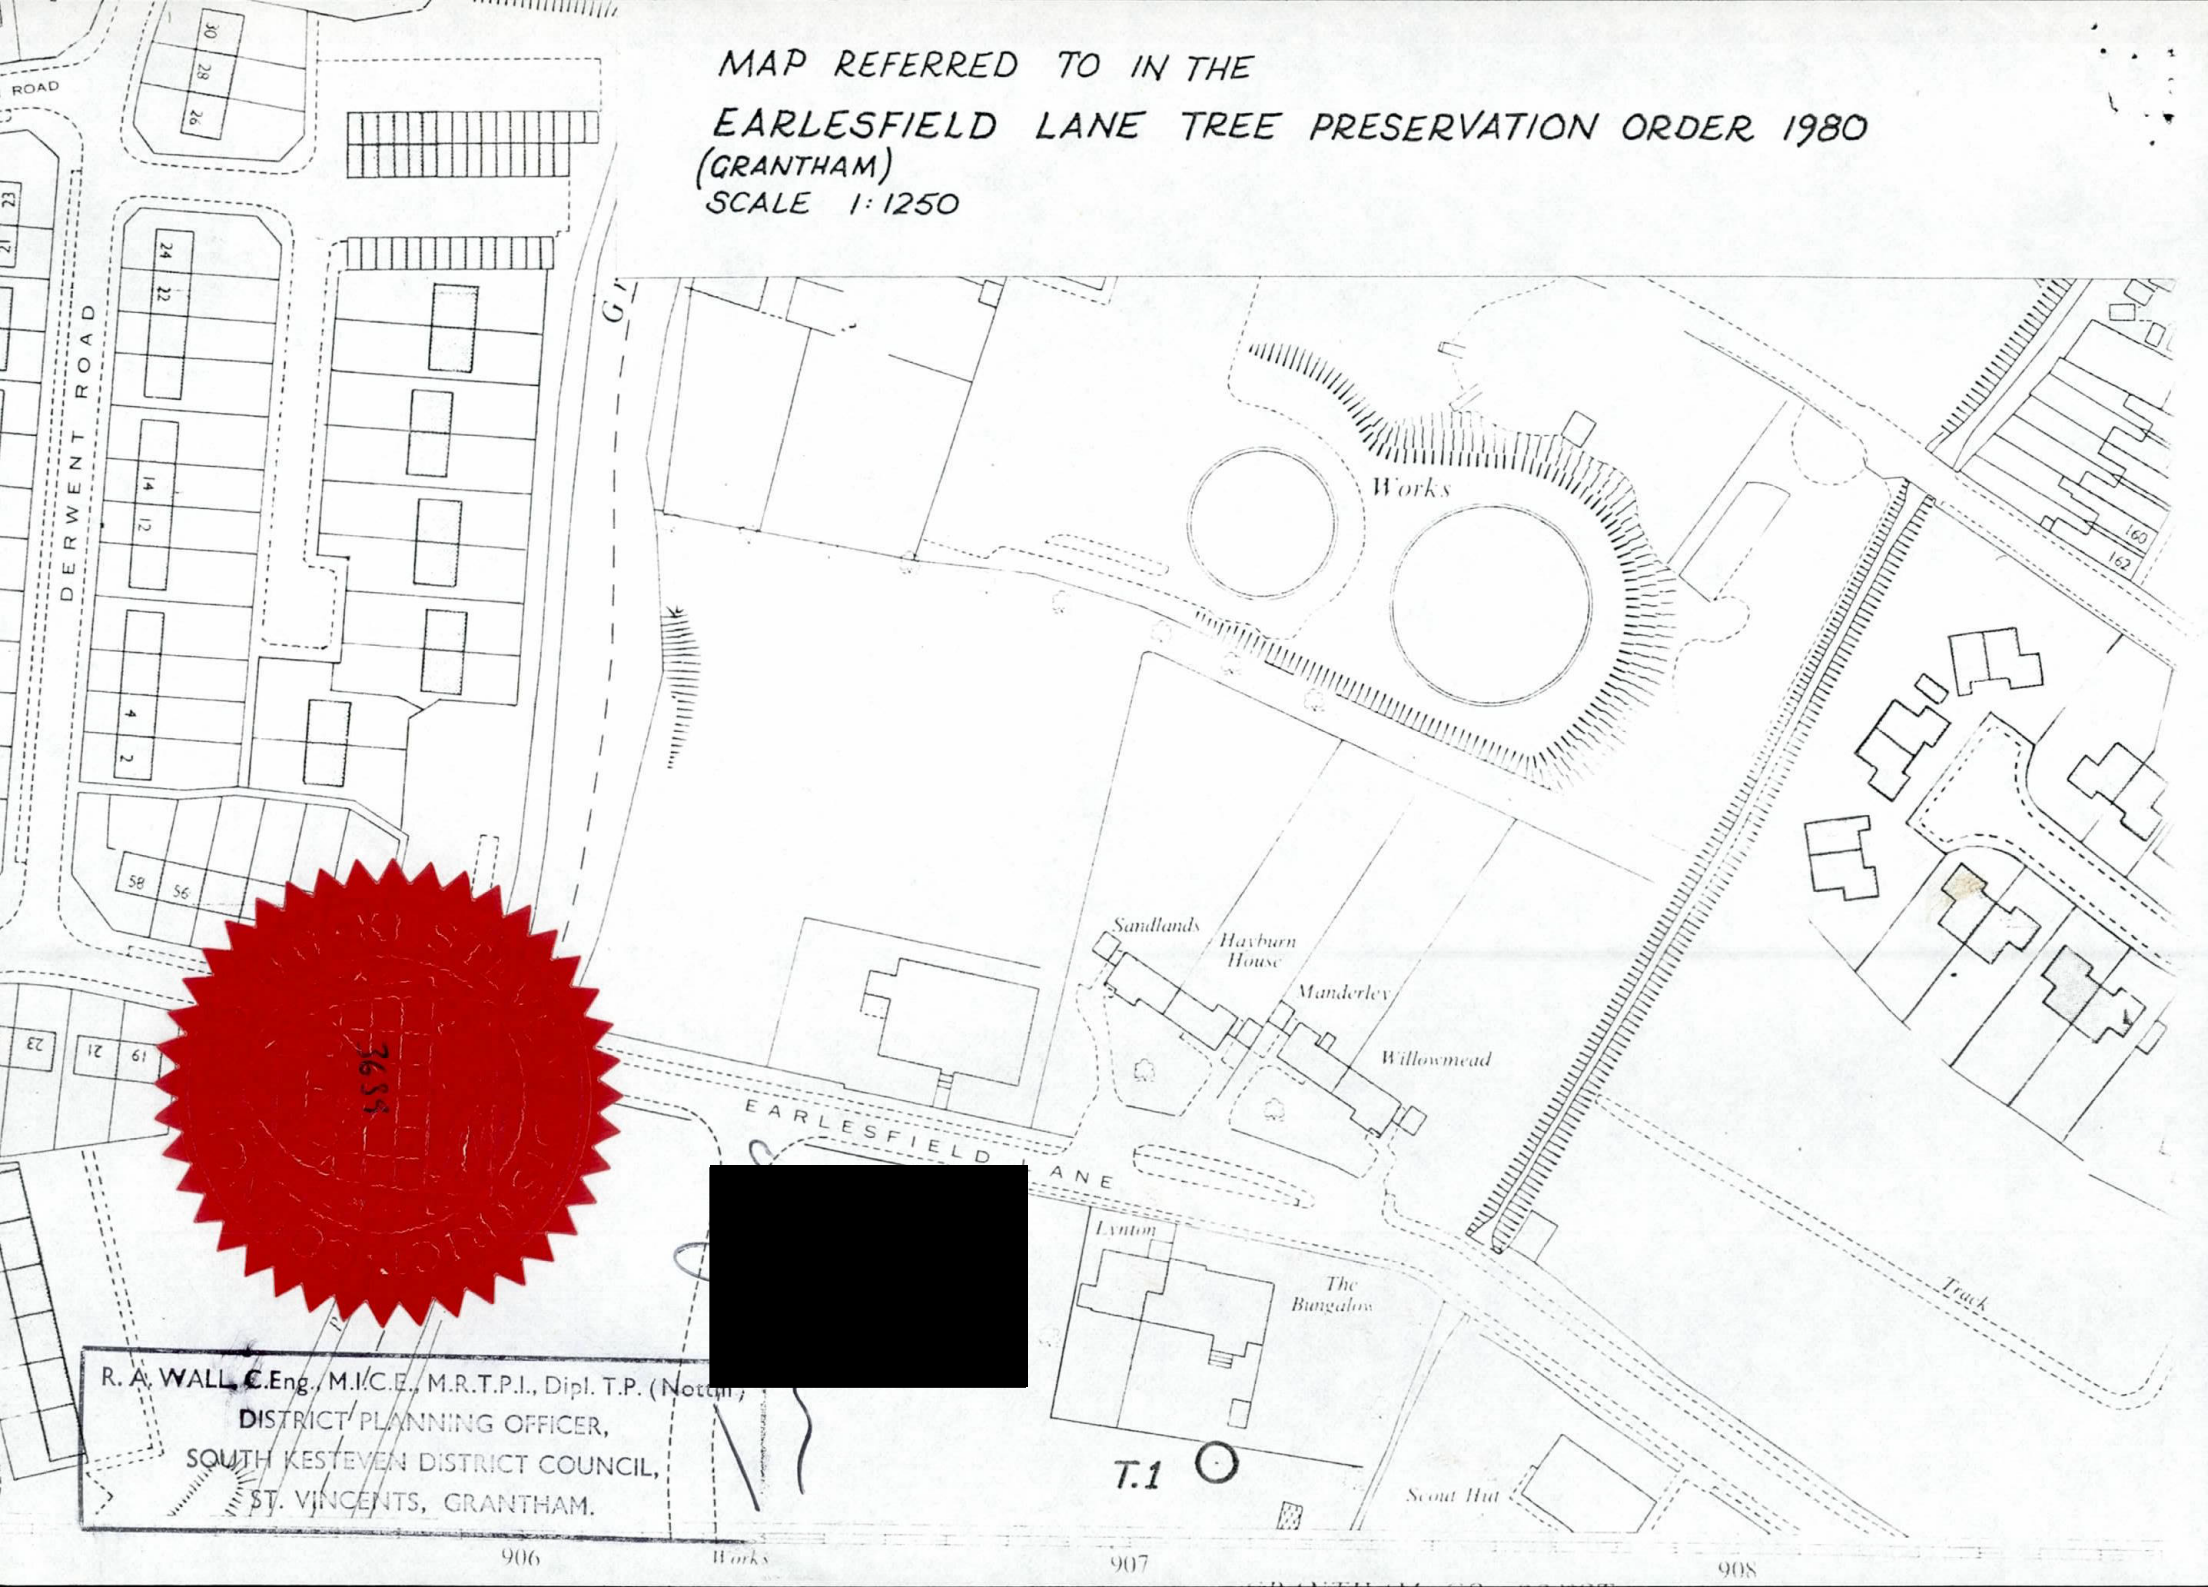 MAP REFERRED TO IN THE
EARLESFIELD LANE TREE PRESERVATION ORDER 1980
(GRANTHAM)
SCALE 1:1250
ROAD
30
28
26
23
21
24
22
DERWENT ROAD
14
12
4
2
58
56
23
21
19
3659
Works
160
162
Sandlands
Hayburn
House
Manderley
Willowmead
EARLESFIELD LANE
Lynton
The
Bungalow
Track
T.1
Scout Hut
R. A. WALL, C.Eng., M.I.C.E., M.R.T.P.I., Dipl. T.P. (Nottm)
DISTRICT PLANNING OFFICER,
SOUTH KESTEVEN DISTRICT COUNCIL,
ST. VINCENTS, GRANTHAM.
906
Works
907
908